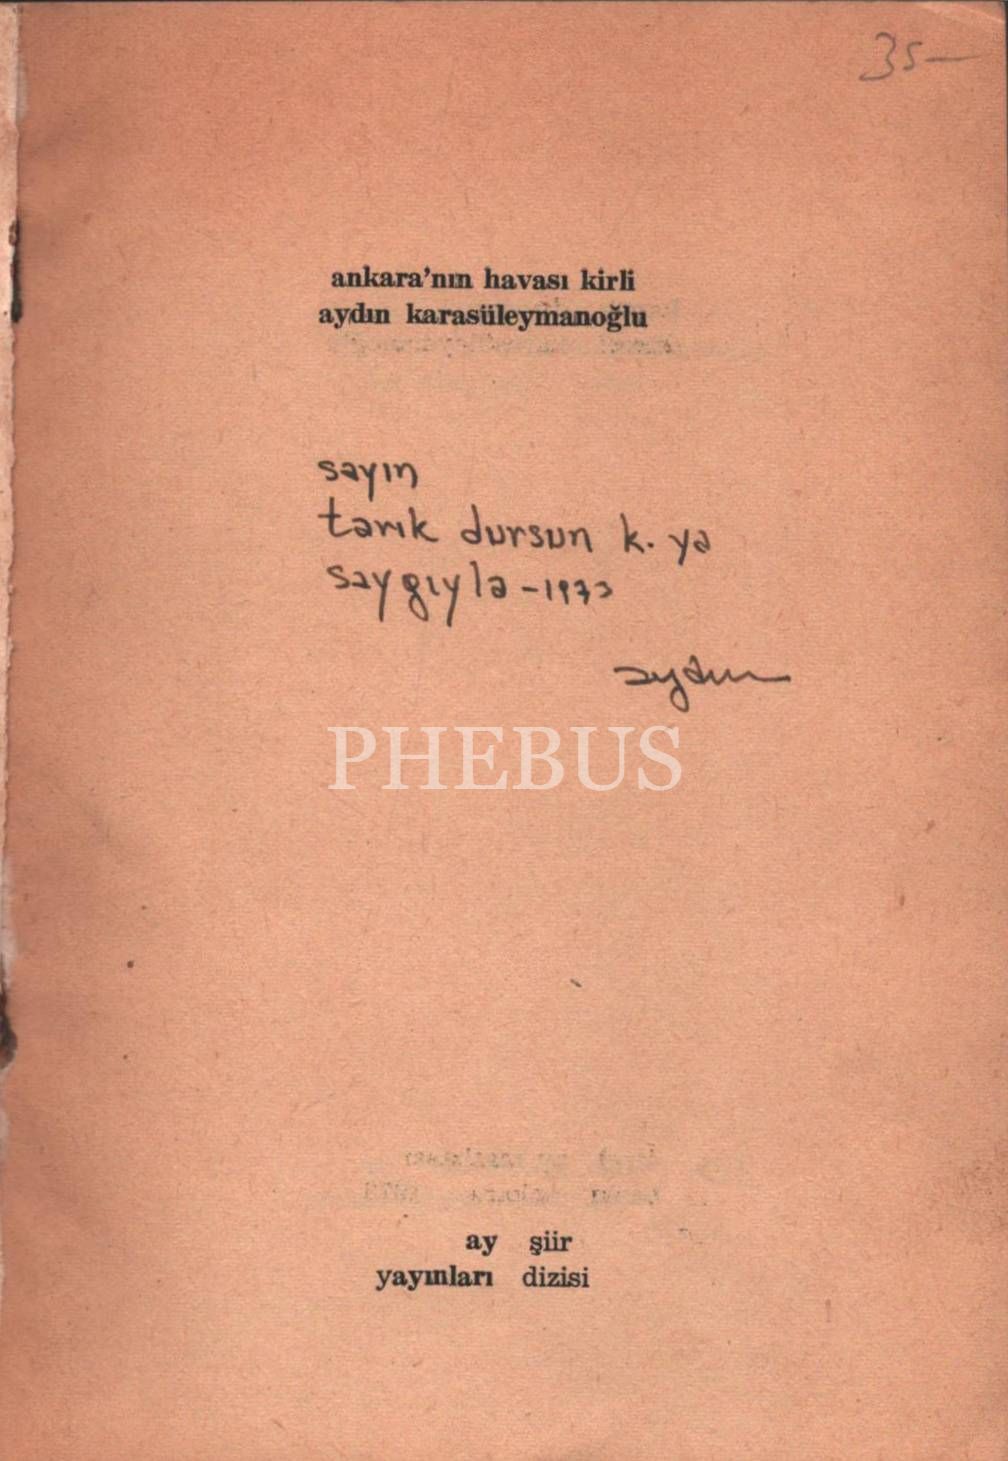 35—
ankara'nın havası kirli
aydın karasüleymanoğlu
sayın
tarık dursun k. ya
saygıyla - 1973
aydın
PHEBUS
ay şiir
yayınları dizisi